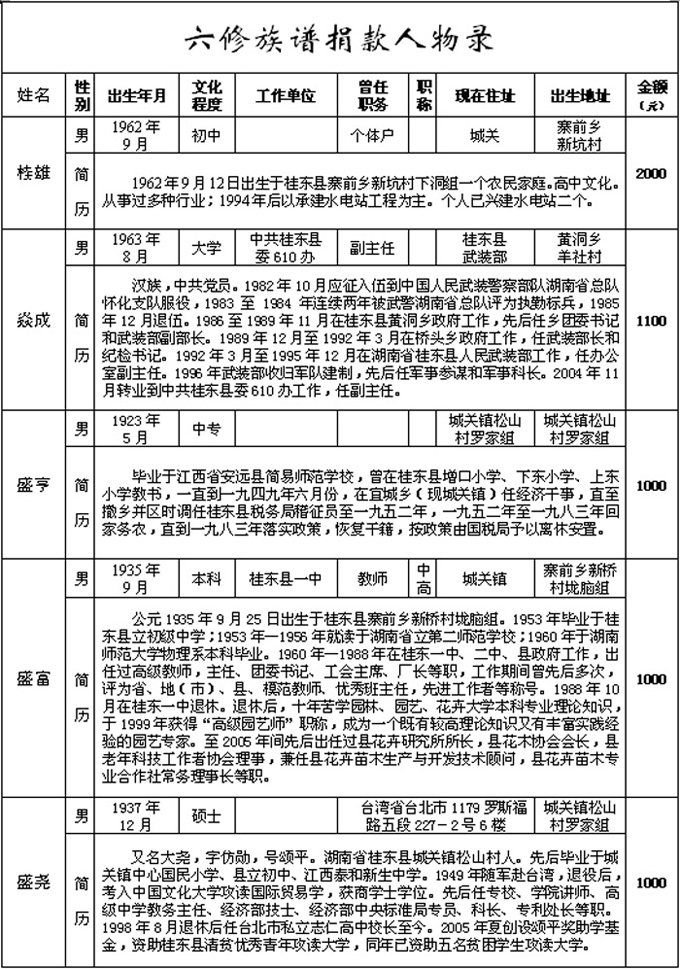 六修族谱捐款人物录
姓名 性别 出生年月 文化程度 工作单位 曾任职务 职称 现在住址 出生地址 金额(元)
桂雄 男 1962年9月 初中 个体户 城关 寨前乡新坑村 2000
简历
1962年9月12日出生于桂东县寨前乡新坑村下洞组一个农民家庭。高中文化。
从事过多种行业；1994年后以承建水电站工程为主。个人已兴建水电站二个。
焱成 男 1963年8月 大学 中共桂东县委610办 副主任 桂东县武装部 黄洞乡羊社村 1100
简历
汉族，中共党员。1982年10月应征入伍到中国人民武装警察部队湖南省总队
怀化支队服役，1983 至 1984 年连续两年被武警湖南省总队评为执勤标兵，1985
年12月退伍。1986至1989年11月在桂东县黄洞乡政府工作，先后任乡团委书记
和武装部副部长。1989年12月至1992年3月在桥头乡政府工作，任武装部长和
纪检书记。1992年3月至1995年12月在湖南省桂东县人民武装部工作，任办公
室副主任。1996年武装部收归军队建制，先后任军事参谋和军事科长。2004年11
月转业到中共桂东县委610办工作，任副主任。
盛亨 男 1923年5月 中专 城关镇松山村罗家组 城关镇松山村罗家组 1000
简历
毕业于江西省安远县简易师范学校，曾在桂东县增口小学、下东小学、上东
小学教书，一直到一九四九年六月份，在宜城乡（现城关镇）任经济干事，直至
撤乡并区时调任桂东县税务局稽征员至一九五二年，一九五二年至一九八三年回
家务农，直到一九八三年落实政策，恢复干籍，按政策由国税局予以离休安置。
盛富 男 1935年9月 本科 桂东县一中 教师 中高 城关镇 寨前乡新桥村垅脑组 1000
简历
公元1935年9月25日出生于桂东县寨前乡新桥村垅脑组。1953年毕业于桂
东县立初级中学；1953年—1956年就读于湖南省立第二师范学校；1960年于湖南
师范大学物理系本科毕业。1960年—1988年在桂东一中、二中、县政府工作，出
任过高级教师，主任、团委书记、工会主席、厂长等职，工作期间曾先后多次，
评为省、地（市）、县、模范教师、优秀班主任，先进工作者等称号。1988年10
月在桂东一中退休。退休后，十年苦学园林、园艺、花卉大学本科专业理论知识，
于1999年获得“高级园艺师”职称，成为一个既有较高理论知识又有丰富实践经
验的园艺专家。至2005年间先后出任过县花卉研究所所长，县花木协会会长，县
老年科技工作者协会理事，兼任县花卉苗木生产与开发技术顾问，县花卉苗木专
业合作社常务理事长等职。
盛尧 男 1937年12月 硕士 台湾省台北市1179罗斯福路五段227－2号6楼 城关镇松山村罗家组 1000
简历
又名大尧，字仿勋，号颂平。湖南省桂东县城关镇松山村人。先后毕业于城
关镇中心国民小学、县立初中、江西泰和新生中学。1949年随军赴台湾，退役后，
考入中国文化大学攻读国际贸易学，获商学士学位。先后任专校、学院讲师、高
级中学教务主任、经济部技士、经济部中央标准局专员、科长、专利处长等职。
1998年8月退休后任台北市私立志仁高中校长至今。2005年夏创设颂平奖助学基
金，资助桂东县清贫优秀青年攻读大学，同年已资助五名贫困学生攻读大学。